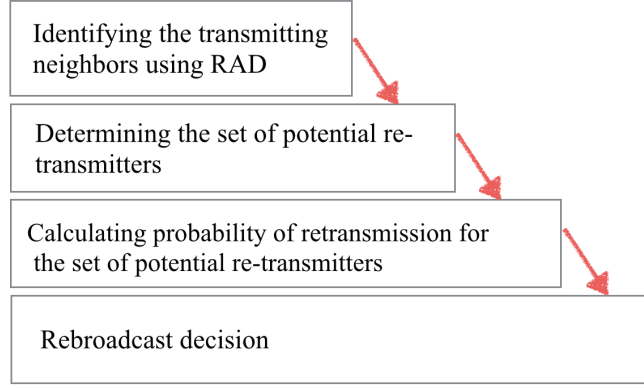 Identifying the transmitting
neighbors using RAD
Determining the set of potential re-
transmitters
Calculating probability of retransmission for
the set of potential re-transmitters
Rebroadcast decision